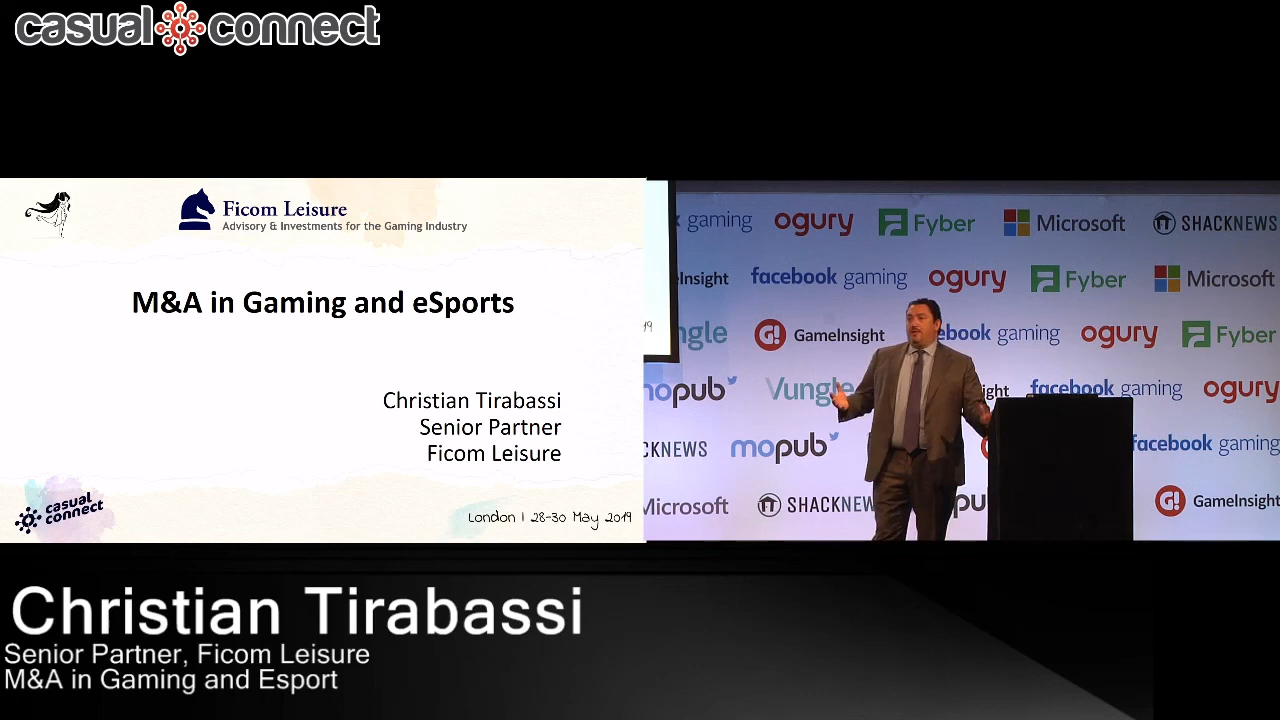 casual connect
Ficom Leisure
Advisory & Investments for the Gaming Industry
M&A in Gaming and eSports
Christian Tirabassi
Senior Partner
Ficom Leisure
casual
connect
London | 28-30 May 2019
gaming ogury Fyber Microsoft SHACKNEWS
facebook gaming ogury Fyber Microsoft
G! GameInsight gaming ogury Fyber
mopub Vungle facebook gaming ogury
mopub facebook gaming
Microsoft G! GameInsight
Christian Tirabassi
Senior Partner, Ficom Leisure
M&A in Gaming and Esport